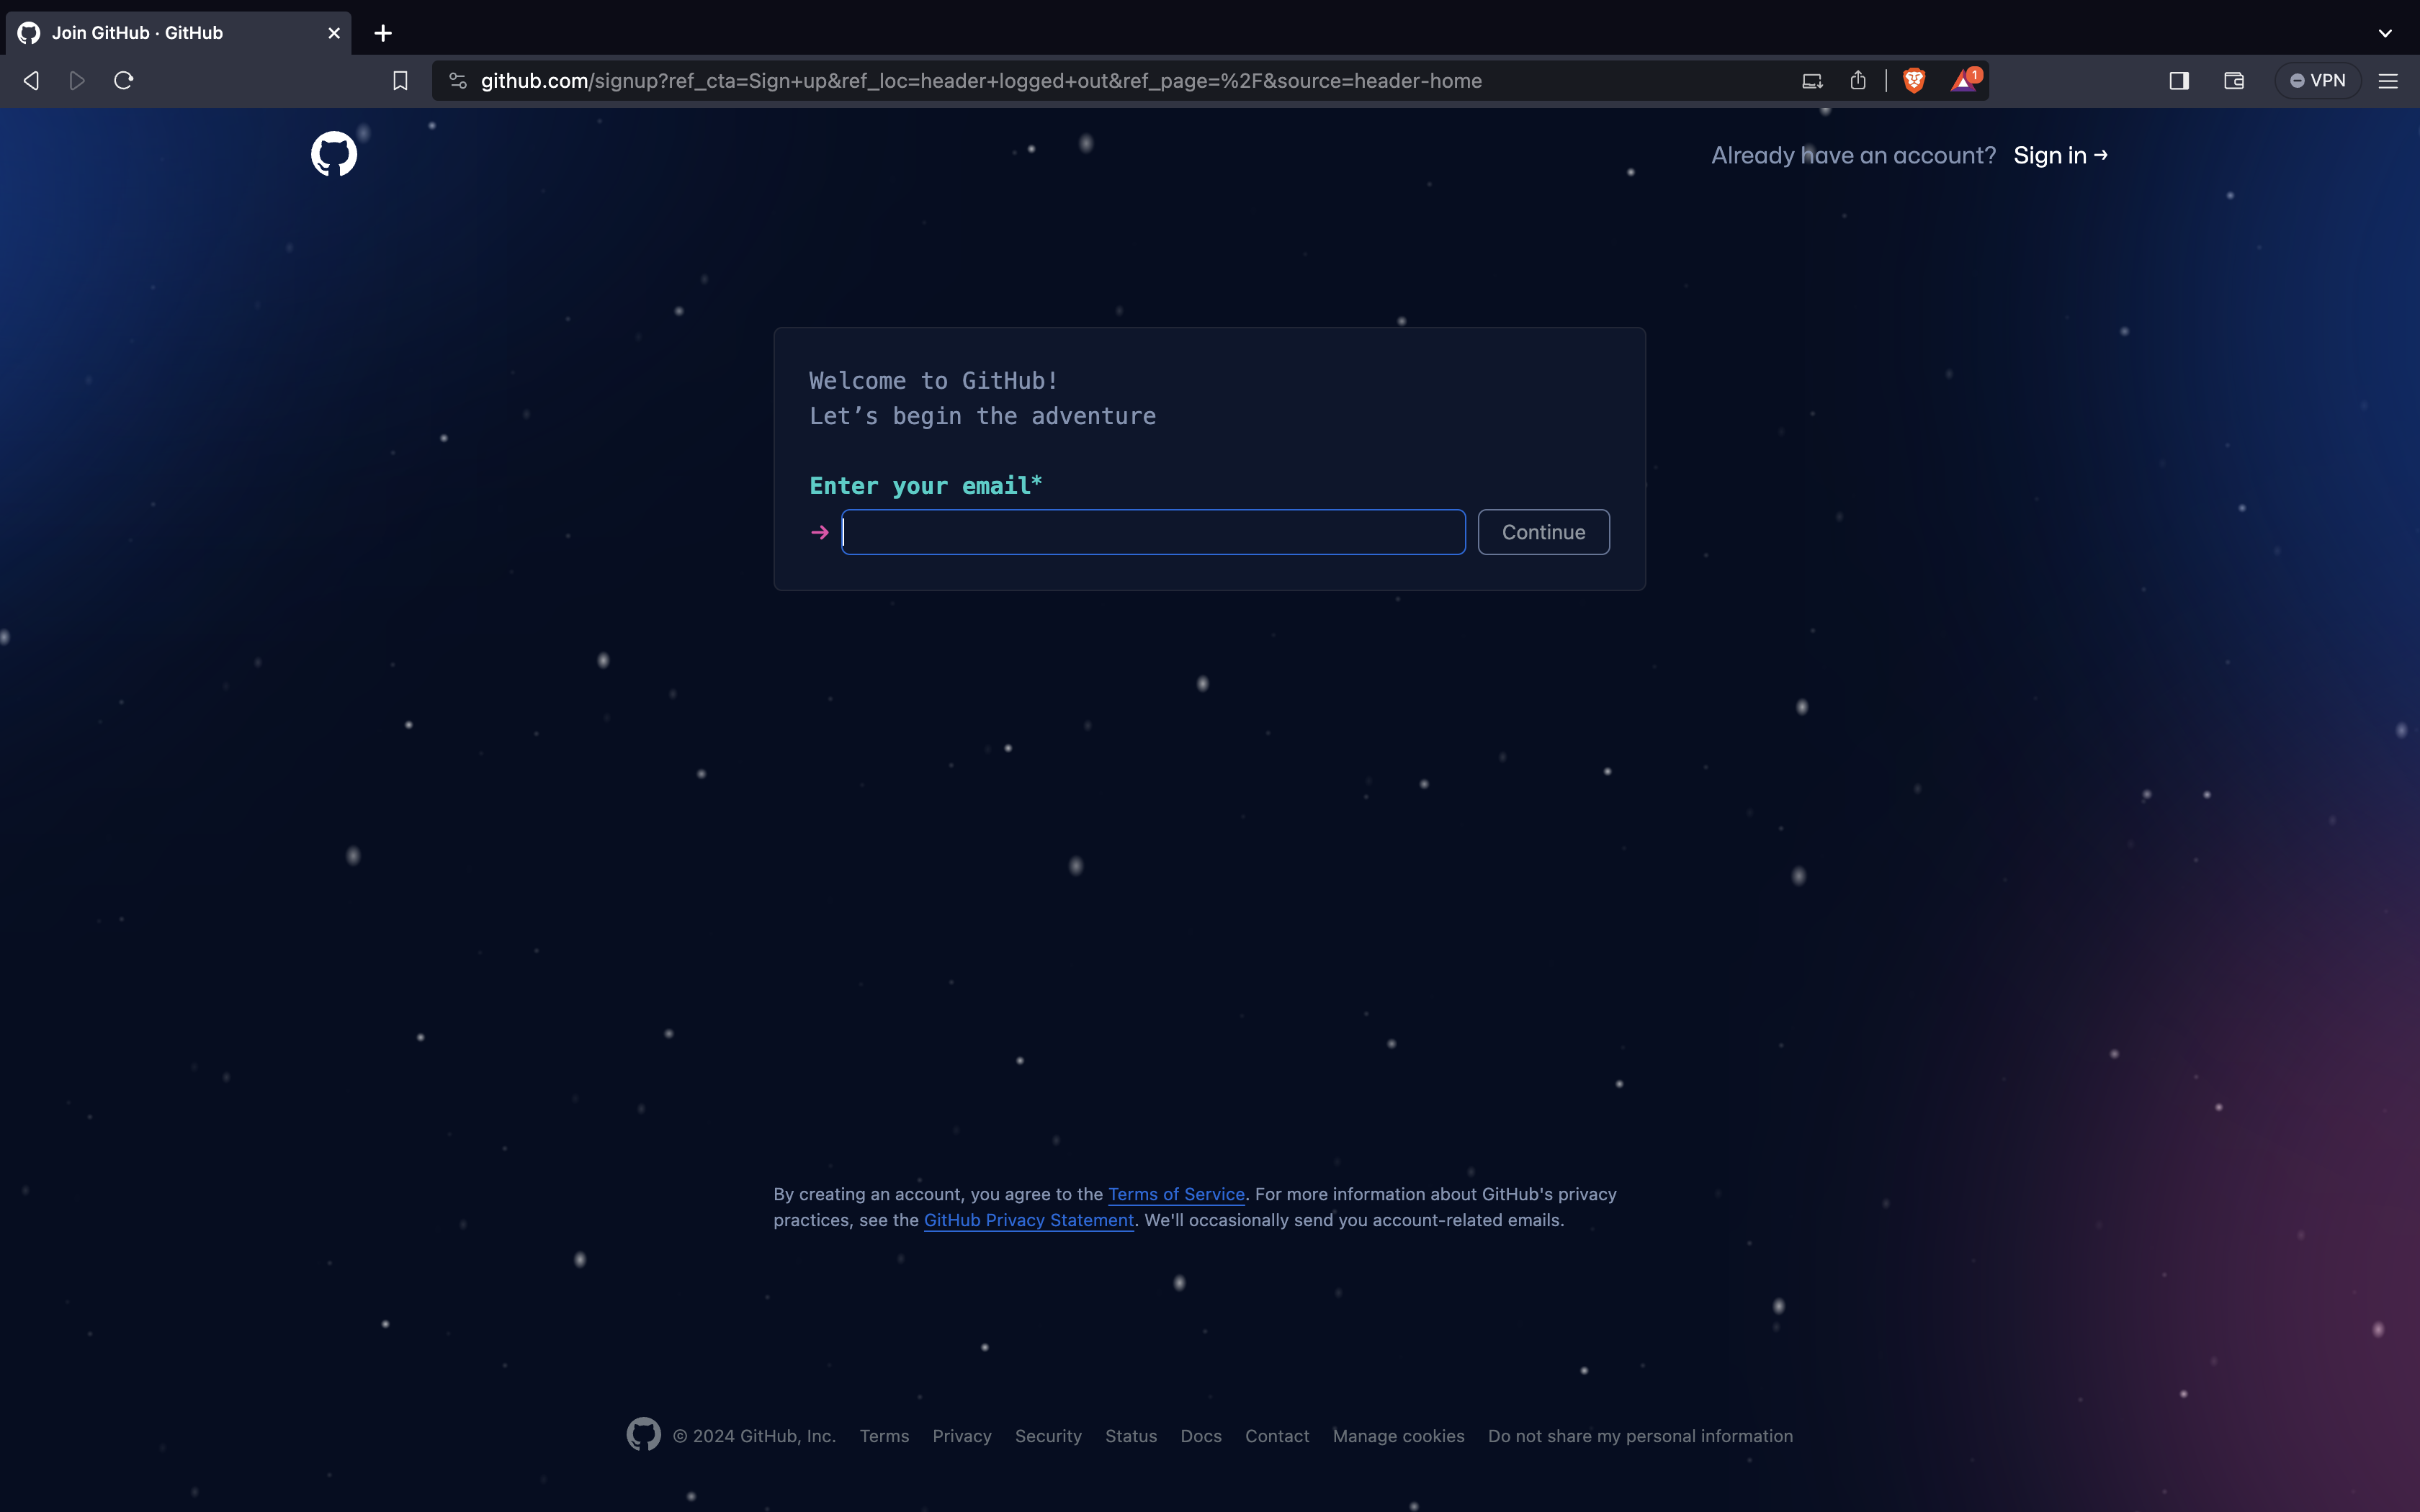 Join GitHub · GitHub
github.com/signup?ref_cta=Sign+up&ref_loc=header+logged+out&ref_page=%2F&source=header-home
1
VPN
Already have an account? Sign in →
Welcome to GitHub!
Let’s begin the adventure
Enter your email*
→
Continue
By creating an account, you agree to the Terms of Service. For more information about GitHub's privacy
practices, see the GitHub Privacy Statement. We'll occasionally send you account-related emails.
© 2024 GitHub, Inc. Terms Privacy Security Status Docs Contact Manage cookies Do not share my personal information